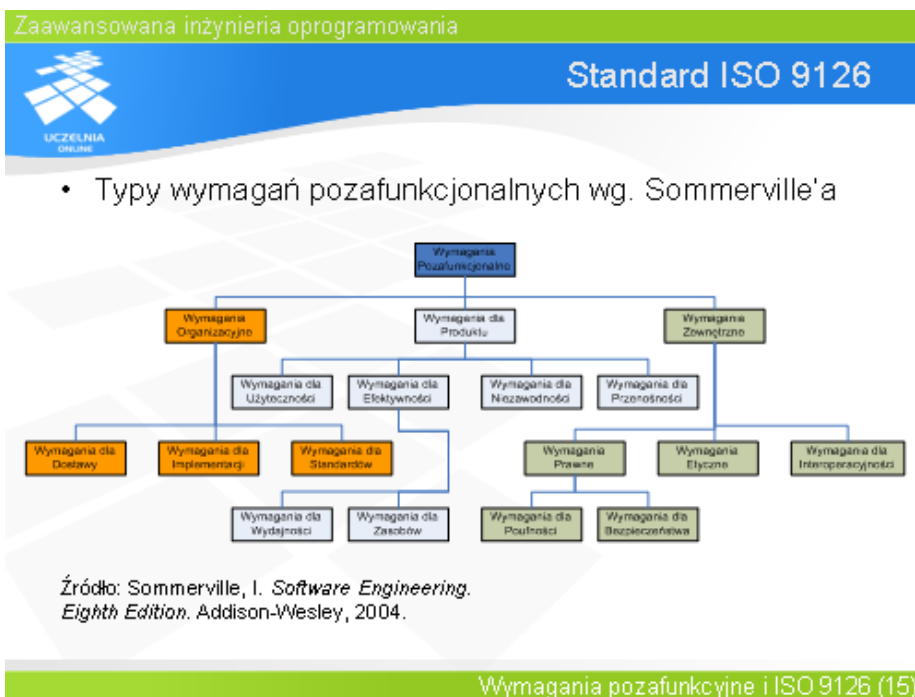 Zaawansowana inżynieria oprogramowania
Standard ISO 9126
UCZELNIA
ONLINE
• Typy wymagań pozafunkcjonalnych wg. Sommerville'a
Wymagania
Pozafunkcjonalne
Wymagania
Organizacyjne
Wymagania dla
Produktu
Wymagania
Zewnętrzne
Wymagania dla
Użyteczności
Wymagania dla
Efektywności
Wymagania dla
Niezawodności
Wymagania dla
Przenośności
Wymagania dla
Dostawy
Wymagania dla
Implementacji
Wymagania dla
Standardów
Wymagania
Prawne
Wymagania
Etyczne
Wymagania dla
Interoperacyjności
Wymagania dla
Wydajności
Wymagania dla
Zasobów
Wymagania dla
Poufności
Wymagania dla
Bezpieczeństwa
Źródło: Sommerville, I. Software Engineering.
Eighth Edition. Addison-Wesley, 2004.
Wymagania pozafunkcyjne i ISO 9126 (15)